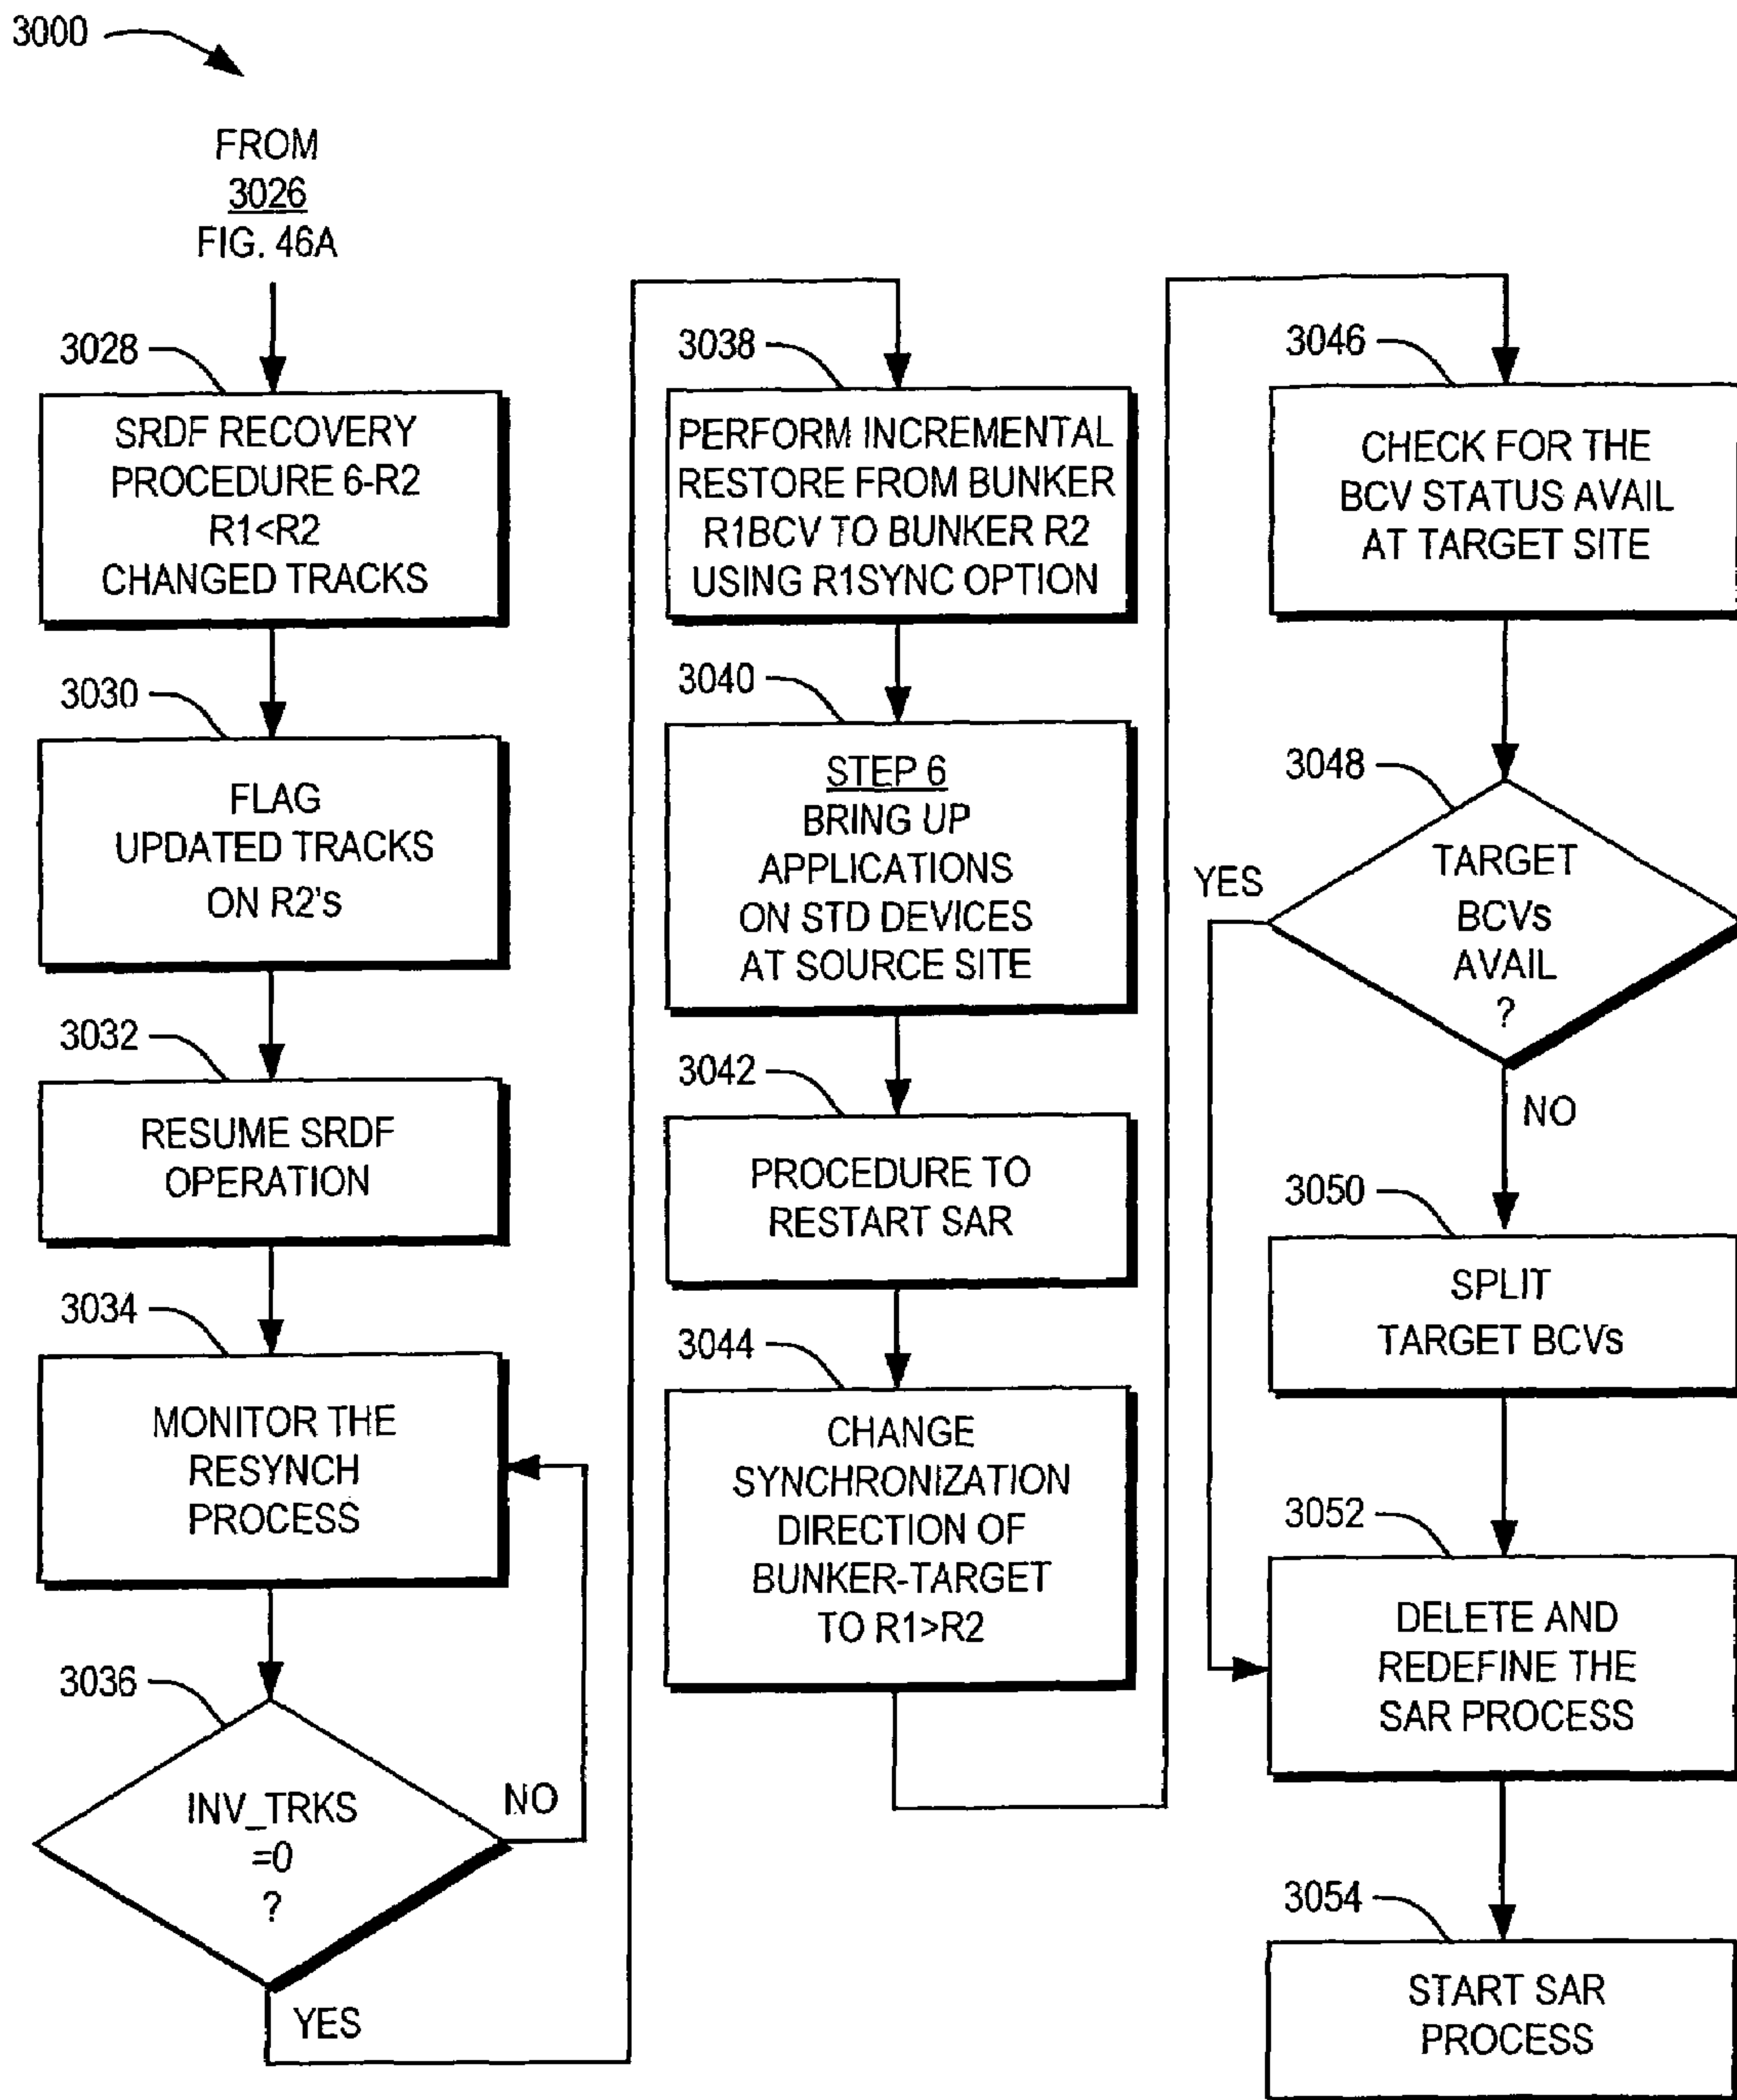 3000
FROM
3026
FIG. 46A
3028
SRDF RECOVERY
PROCEDURE 6-R2
R1<R2
CHANGED TRACKS
3030
FLAG
UPDATED TRACKS
ON R2's
3032
RESUME SRDF
OPERATION
3034
MONITOR THE
RESYNCH
PROCESS
3036
INV_TRKS
=0
?
NO
YES
3038
PERFORM INCREMENTAL
RESTORE FROM BUNKER
R1BCV TO BUNKER R2
USING R1SYNC OPTION
3040
STEP 6
BRING UP
APPLICATIONS
ON STD DEVICES
AT SOURCE SITE
3042
PROCEDURE TO
RESTART SAR
3044
CHANGE
SYNCHRONIZATION
DIRECTION OF
BUNKER-TARGET
TO R1>R2
3046
CHECK FOR THE
BCV STATUS AVAIL
AT TARGET SITE
3048
TARGET
BCVs
AVAIL
?
YES
NO
3050
SPLIT
TARGET BCVs
3052
DELETE AND
REDEFINE THE
SAR PROCESS
3054
START SAR
PROCESS